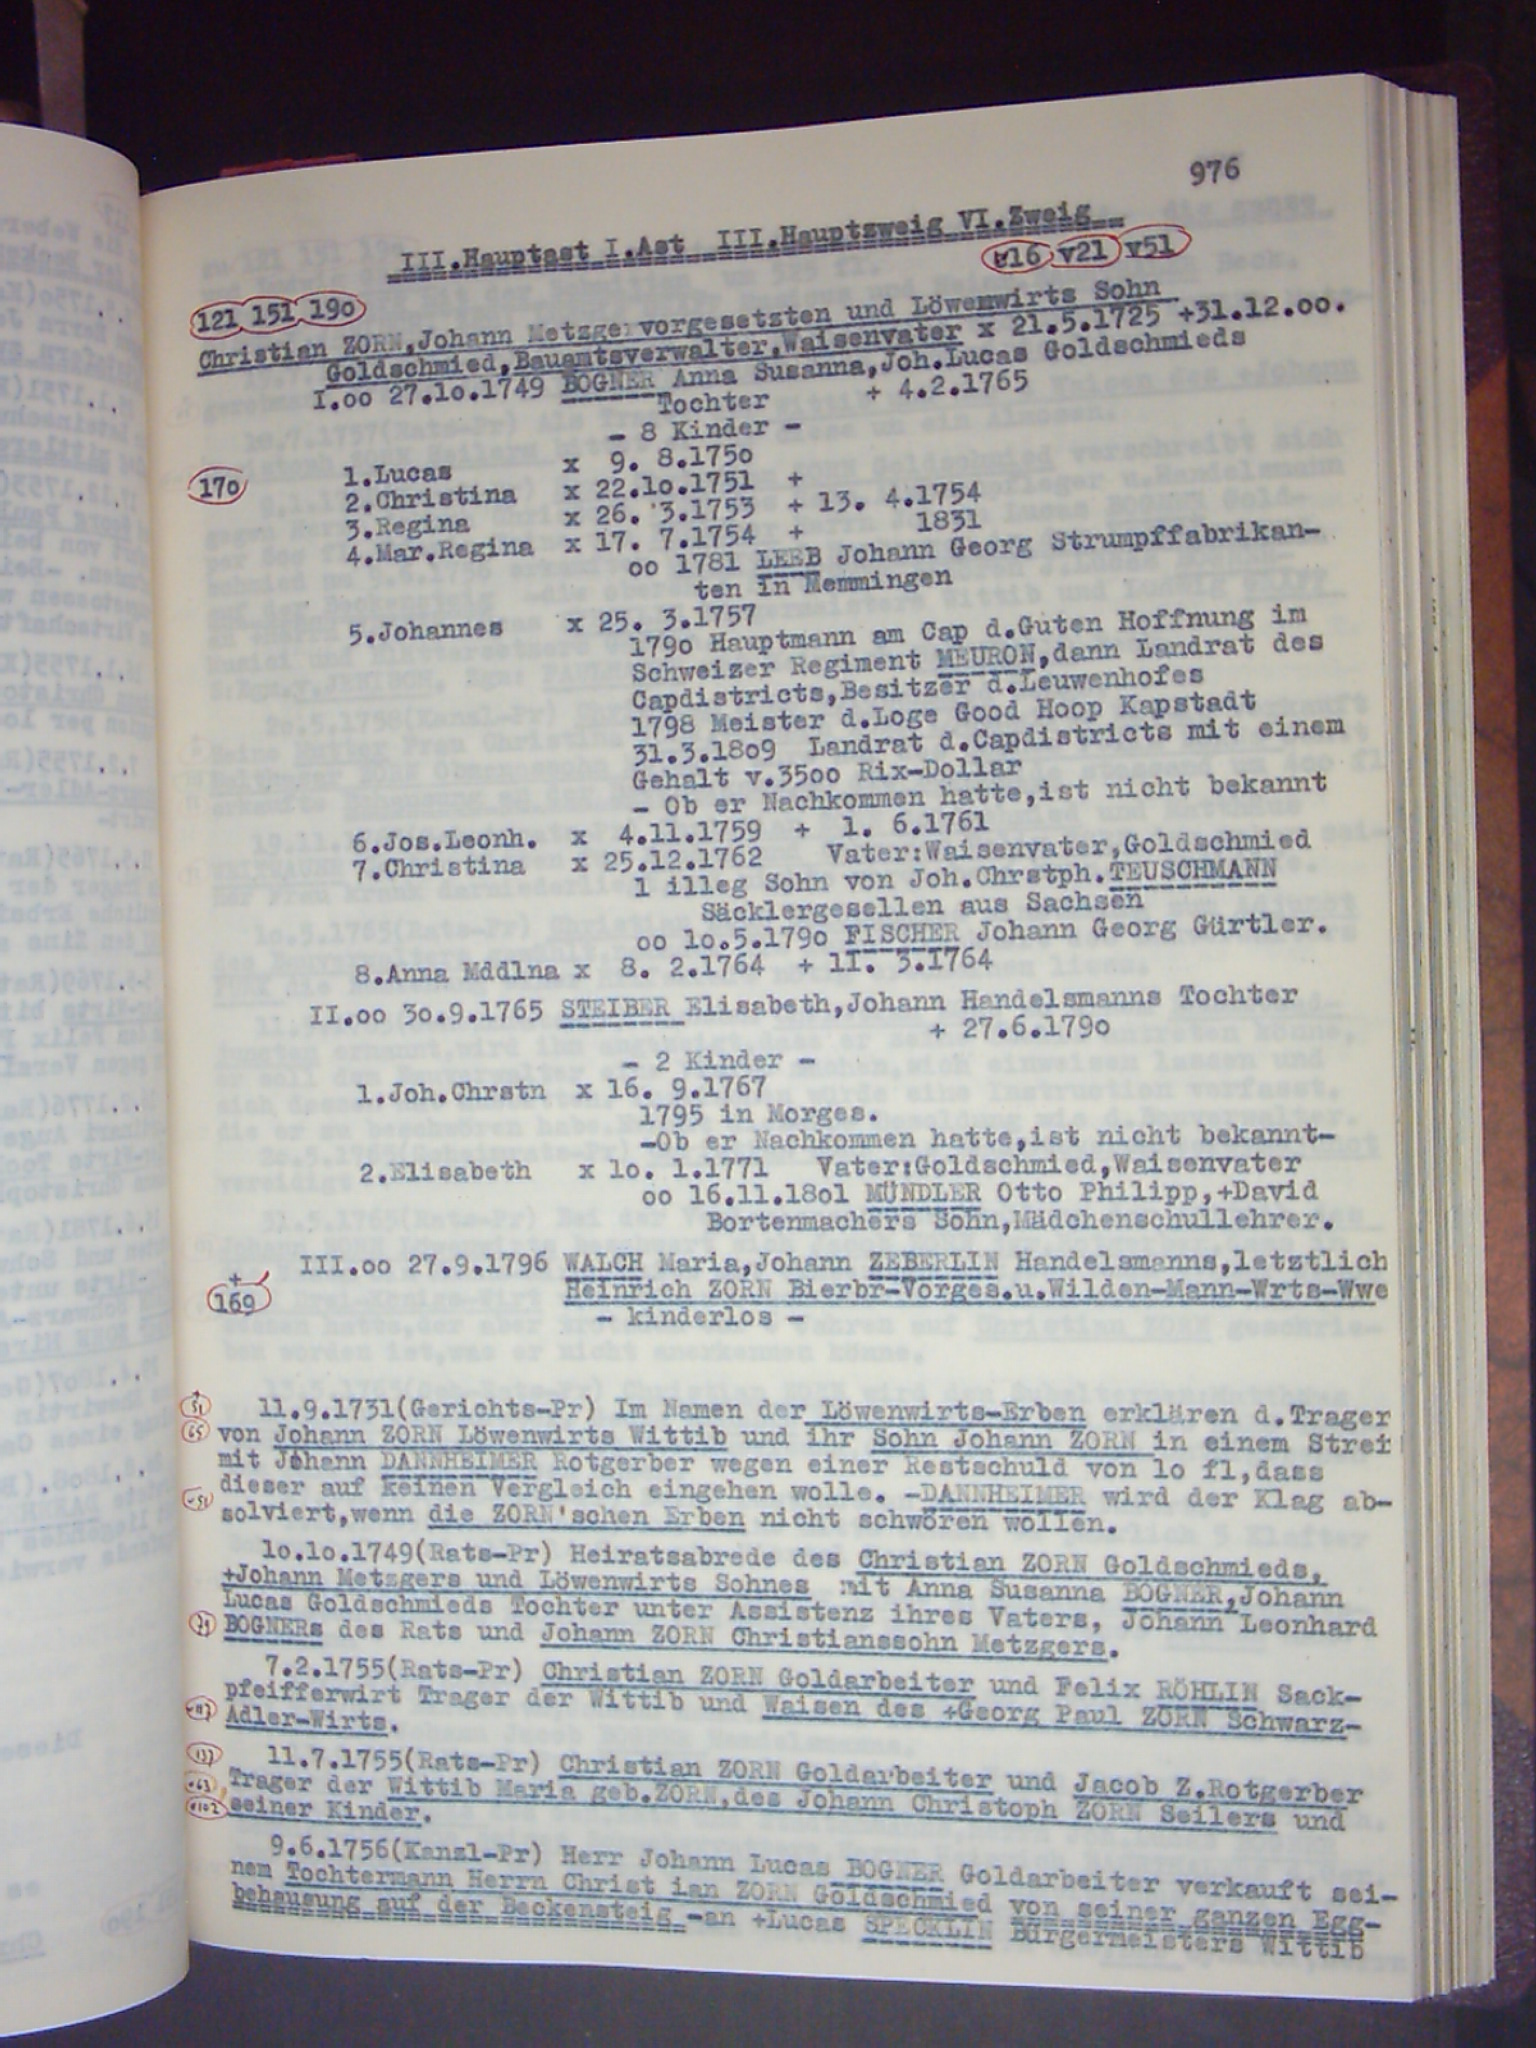 976
III.Hauptast I.Ast III.Hauptzweig VI.Zweig
v16 v21 v51
121 151 19o
Christian ZORN,Johann Metzgervorgesetzten und Löwenwirts Sohn
Goldschmied,Bauamtsverwalter,Waisenvater x 21.5.1725 +31.12.oo.
I.oo 27.1o.1749 BOGNER Anna Susanna,Joh.Lucas Goldschmieds
Tochter + 4.2.1765
- 8 Kinder -
17o 1.Lucas x 9. 8.175o
2.Christina x 22.1o.1751 +
3.Regina x 26. 3.1753 + 13. 4.1754
4.Mar.Regina x 17. 7.1754 + 1831
oo 1781 LEEB Johann Georg Strumpffabrikan-
ten in Memmingen
5.Johannes x 25. 3.1757
179o Hauptmann am Cap d.Guten Hoffnung im
Schweizer Regiment MEURON,dann Landrat des
Capdistricts,Besitzer d.Leuwenhofes
1798 Meister d.Loge Good Hoop Kapstadt
31.3.18o9 Landrat d.Capdistricts mit einem
Gehalt v.35oo Rix-Dollar
- Ob er Nachkommen hatte,ist nicht bekannt
6.Jos.Leonh. x 4.11.1759 + 1. 6.1761
7.Christina x 25.12.1762 Vater:Waisenvater,Goldschmied
1 illeg Sohn von Joh.Chrstph.TEUSCHMANN
Säcklergesellen aus Sachsen
oo 1o.5.179o FISCHER Johann Georg Gürtler.
8.Anna Mddlna x 8. 2.1764 + 11. 3.1764
II.oo 3o.9.1765 STEIBER Elisabeth,Johann Handelsmanns Tochter
+ 27.6.179o
- 2 Kinder -
1.Joh.Chrstn x 16. 9.1767
1795 in Morges.
-Ob er Nachkommen hatte,ist nicht bekannt-
2.Elisabeth x 1o. 1.1771 Vater:Goldschmied,Waisenvater
oo 16.11.18o1 MÜNDLER Otto Philipp,+David
Bortenmachers Sohn,Mädchenschullehrer.
III.oo 27.9.1796 WALCH Maria,Johann ZEBERLIN Handelsmanns,letztlich
+
169 Heinrich ZORN Bierbr-Vorges.u.Wilden-Mann-Wrts-Wwe
- kinderlos -
51 11.9.1731(Gerichts-Pr) Im Namen der Löwenwirts-Erben erklären d.Trager
65 von Johann ZORN Löwenwirts Wittib und ihr Sohn Johann ZORN in einem Strei
mit Johann DANNHEIMER Rotgerber wegen einer Restschuld von 1o fl,dass
dieser auf keinen Vergleich eingehen wolle. -DANNHEIMER wird der Klag ab-
solviert,wenn die ZORN'schen Erben nicht schwören wollen.
1o.1o.1749(Rats-Pr) Heiratsabrede des Christian ZORN Goldschmieds,
+Johann Metzgers und Löwenwirts Sohnes mit Anna Susanna BOGNER,Johann
Lucas Goldschmieds Tochter unter Assistenz ihres Vaters, Johann Leonhard
BOGNERs des Rats und Johann ZORN Christianssohn Metzgers.
7.2.1755(Rats-Pr) Christian ZORN Goldarbeiter und Felix RÖHLIN Sack-
pfeifferwirt Trager der Wittib und Waisen des +Georg Paul ZORN Schwarz-
Adler-Wirts.
137 11.7.1755(Rats-Pr) Christian ZORN Goldarbeiter und Jacob Z.Rotgerber
Trager der Wittib Maria geb.ZORN,des Johann Christoph ZORN Seilers und
+102 seiner Kinder.
9.6.1756(Kanzl-Pr) Herr Johann Lucas BOGNER Goldarbeiter verkauft sei-
nem Tochtermann Herrn Christ ian ZORN Goldschmied von seiner ganzen Egg-
behausung auf der Beckensteig -an +Lucas SPECKLIN Bürgermeisters Wittib